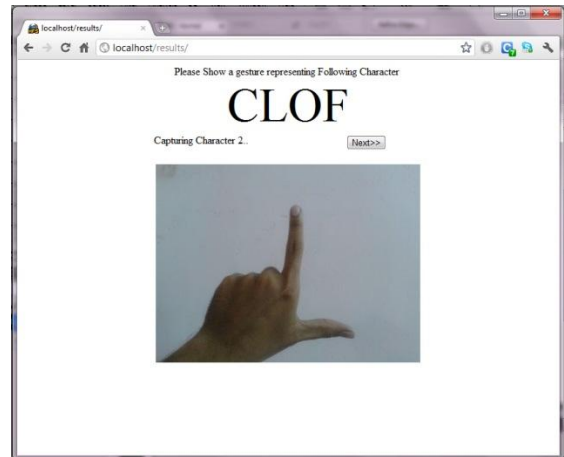 localhost/results/
localhost/results/
Please Show a gesture representing Following Character
CLOF
Capturing Character 2..
Next>>